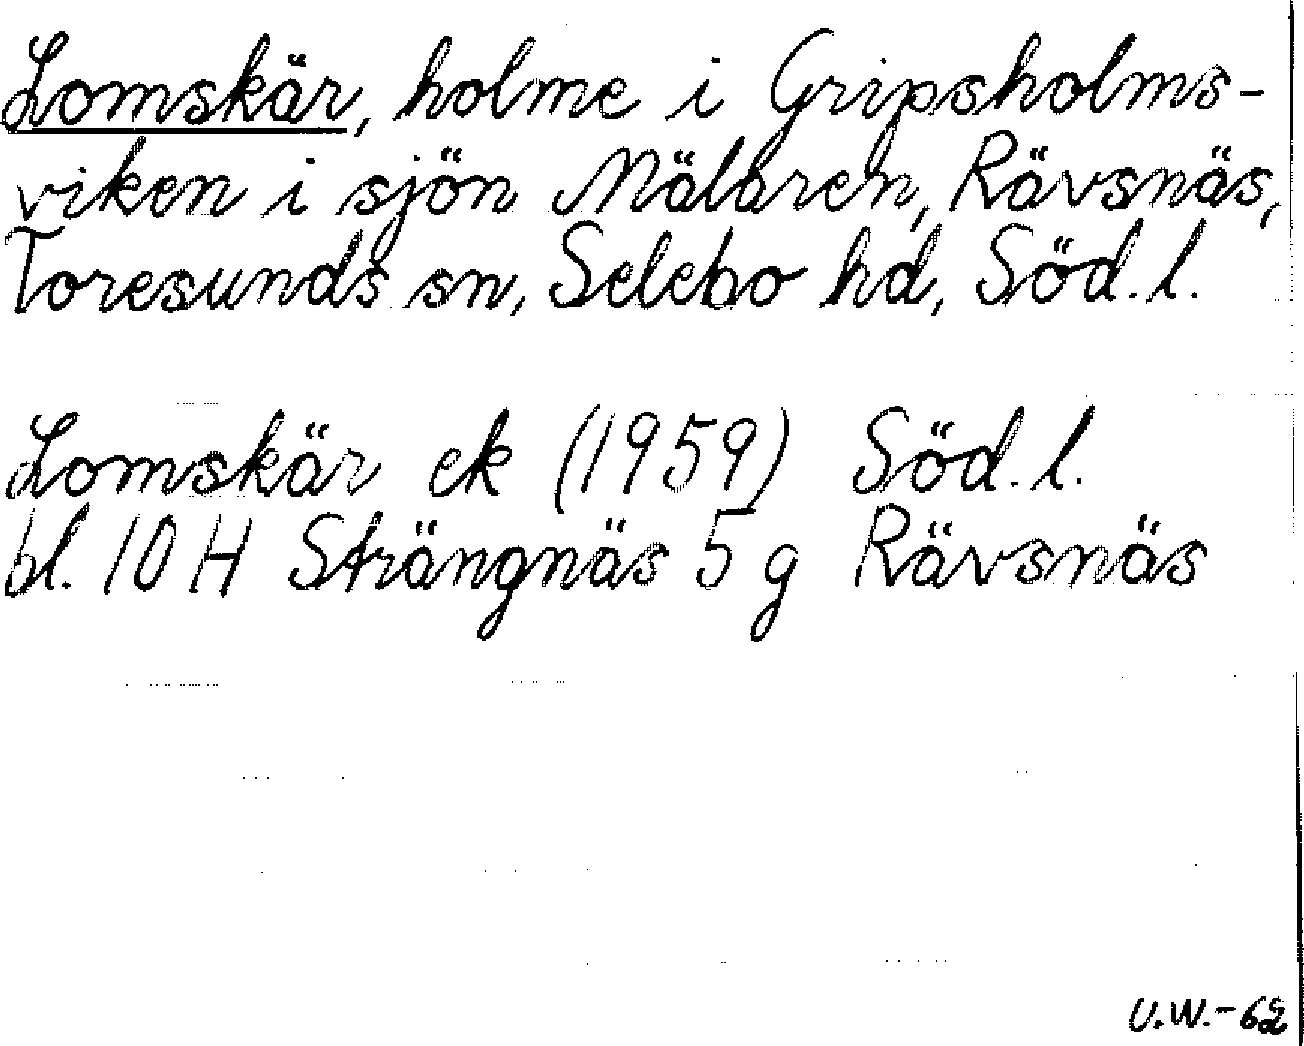 Lomskär, holme i Gripsholms-
viken i sjön Mälaren, Rävsnäs,
Toresunds sn, Selebo hd, Söd. l.
Lomskär ek (1959) Söd. l.
bl. 10 H Strängnäs 5 g Rävsnäs
U.W.-62